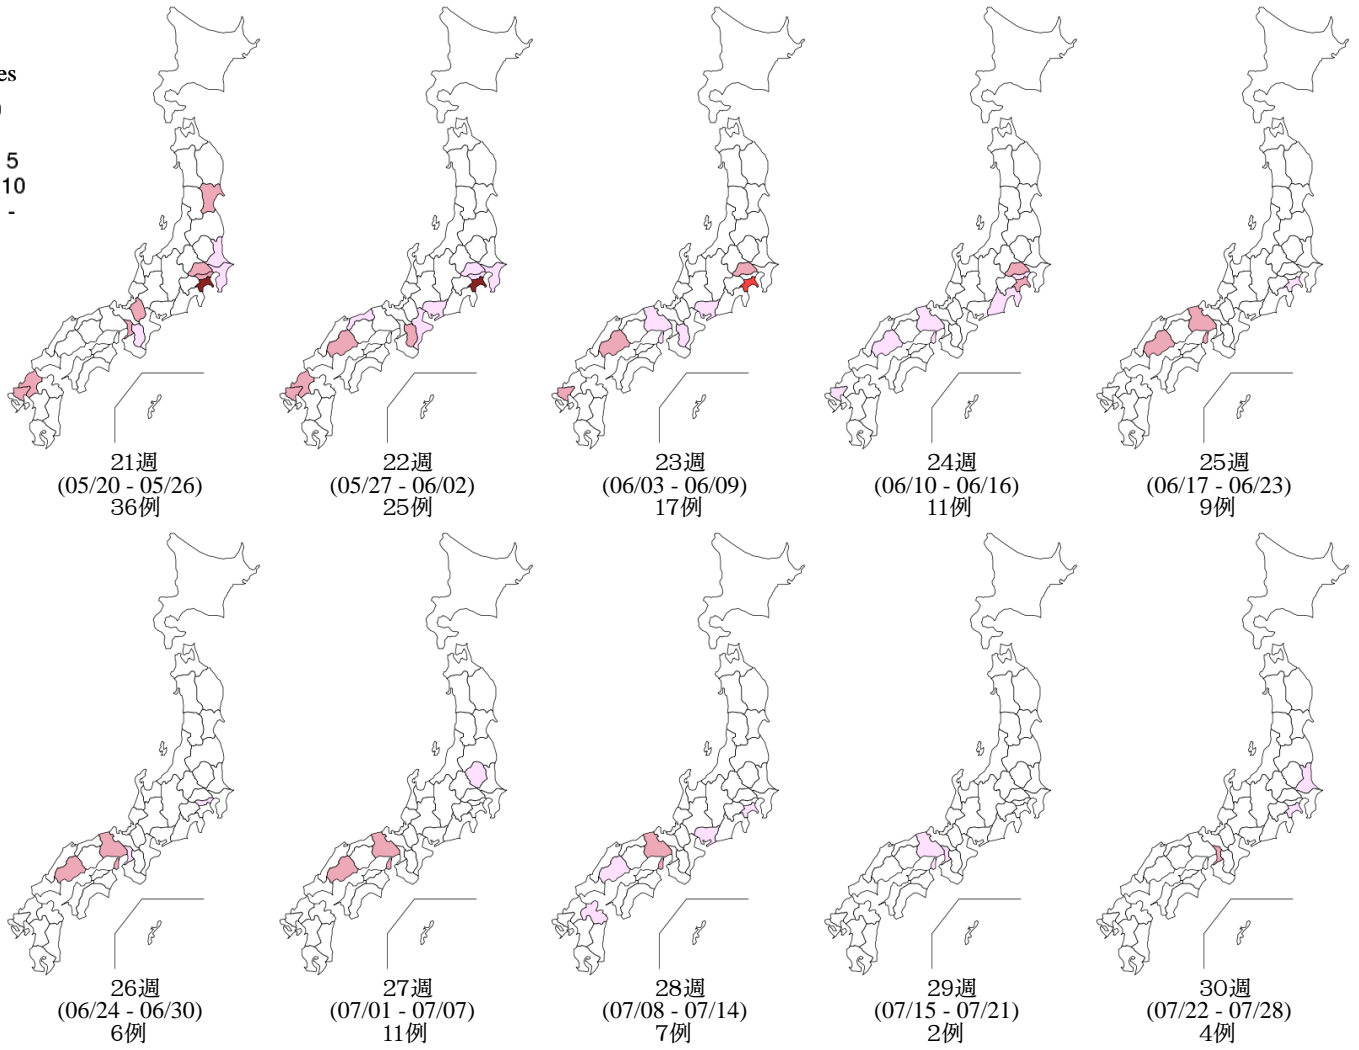 es
5
10
-
21週
(05/20 - 05/26)
36例
22週
(05/27 - 06/02)
25例
23週
(06/03 - 06/09)
17例
24週
(06/10 - 06/16)
11例
25週
(06/17 - 06/23)
9例
26週
(06/24 - 06/30)
6例
27週
(07/01 - 07/07)
11例
28週
(07/08 - 07/14)
7例
29週
(07/15 - 07/21)
2例
30週
(07/22 - 07/28)
4例